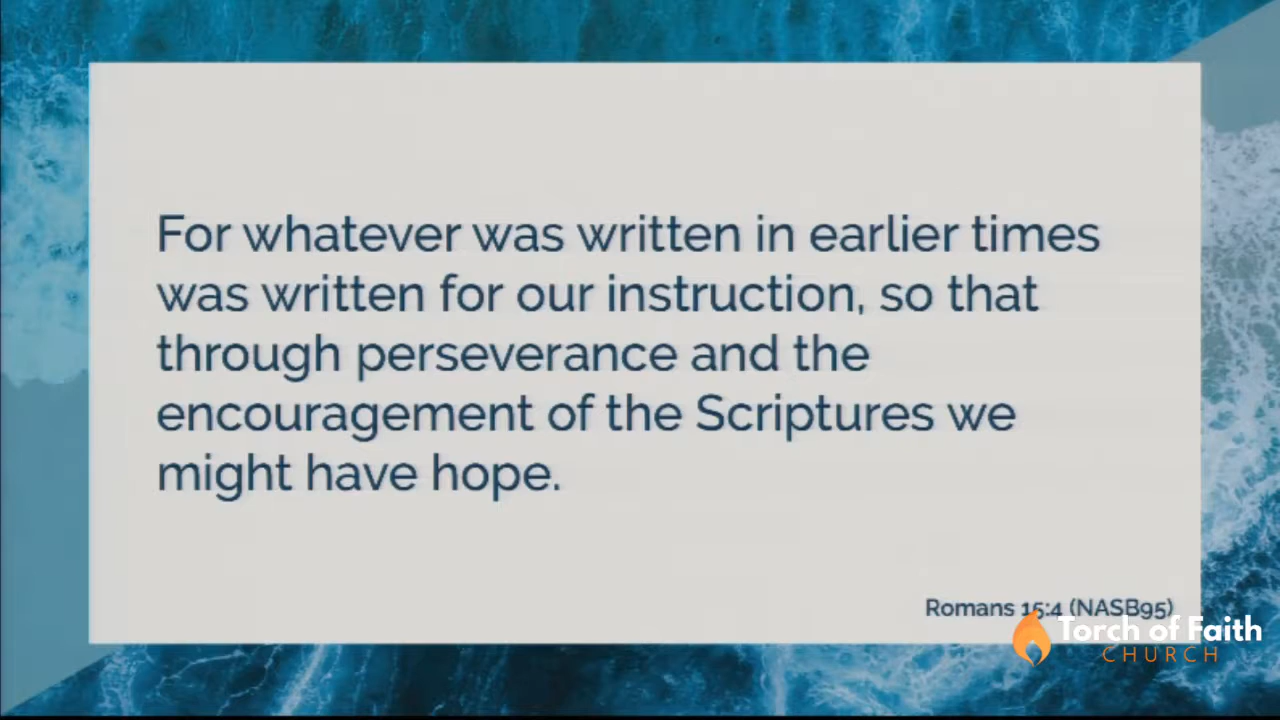 For whatever was written in earlier times
was written for our instruction, so that
through perseverance and the
encouragement of the Scriptures we
might have hope.
Romans 15:4 (NASB95)
Torch of Faith
CHURCH